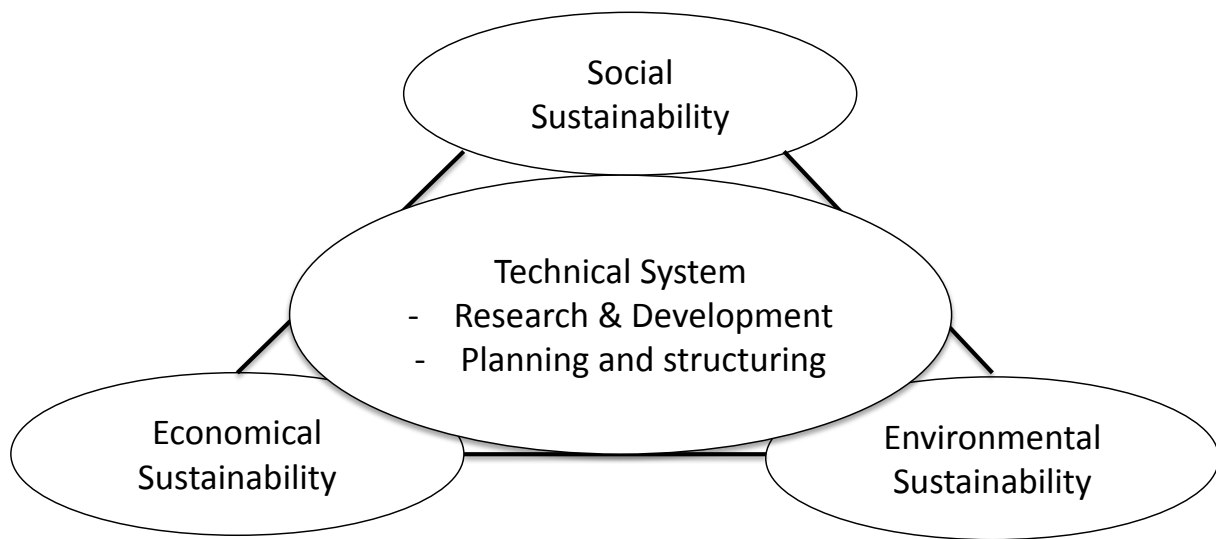 Social
Sustainability
Technical System
- Research & Development
- Planning and structuring
Economical
Sustainability
Environmental
Sustainability